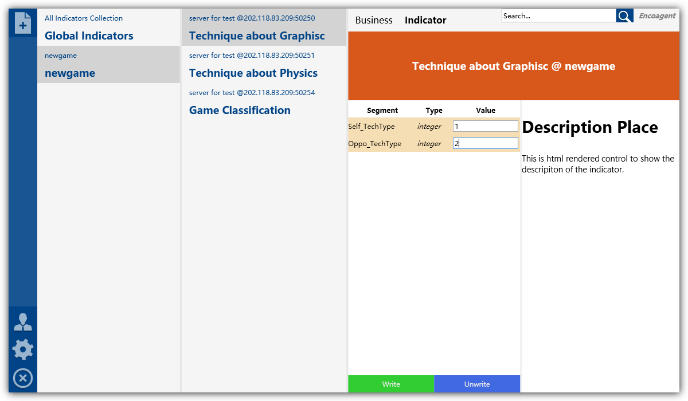 All Indicators Collection
Global Indicators
newgame
newgame
server for test @202.118.83.209:50250
Technique about Graphisc
server for test @202.118.83.209:50251
Technique about Physics
server for test @202.118.83.209:50254
Game Classification
Business Indicator
Search...
Encoagent
Technique about Graphisc @ newgame
Segment Type Value
Self_TechType integer 1
Oppo_TechType integer 2
Description Place
This is html rendered control to show the
descripiton of the indicator.
Write Unwrite